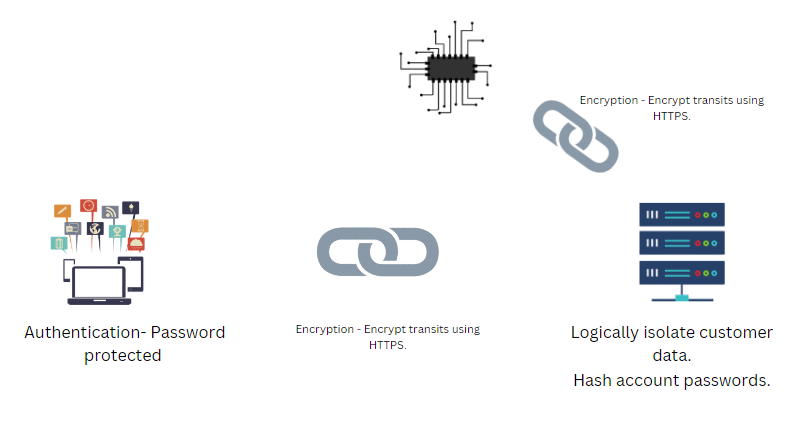 Encryption - Encrypt transits using
HTTPS.
Authentication- Password
protected
Encryption - Encrypt transits using
HTTPS.
Logically isolate customer
data.
Hash account passwords.